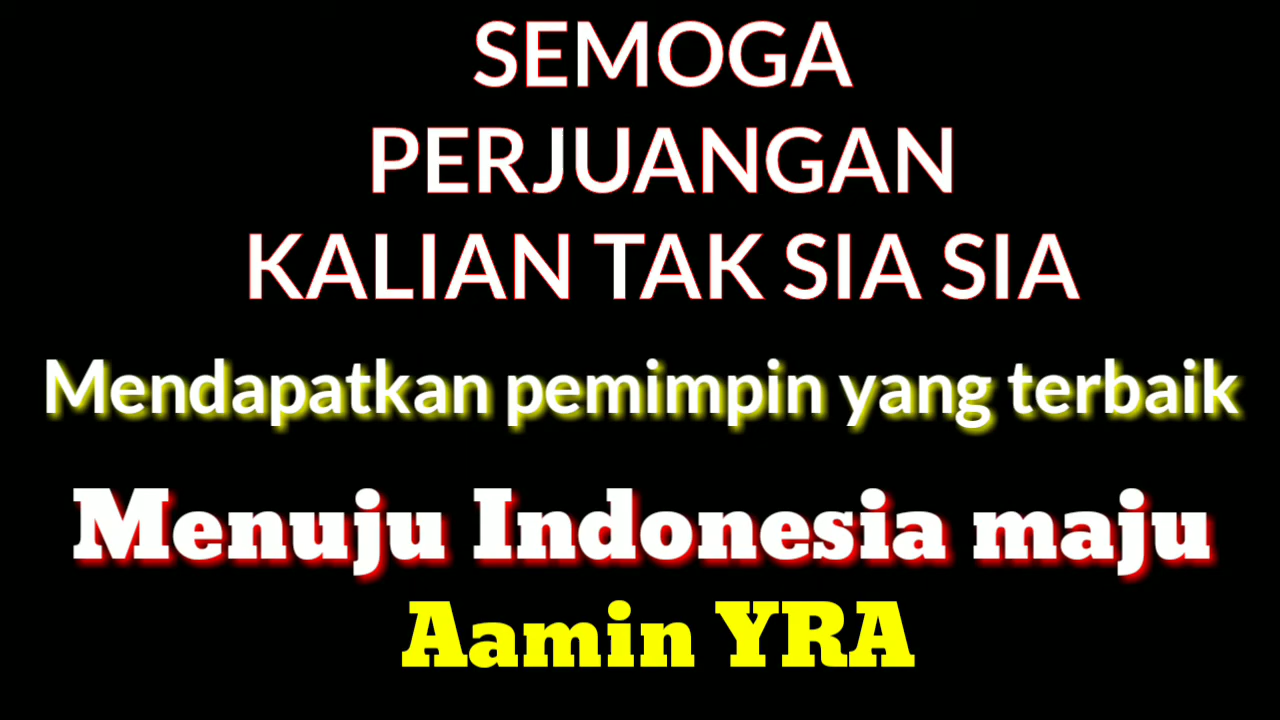 SEMOGA
PERJUANGAN
KALIAN TAK SIA SIA
Mendapatkan pemimpin yang terbaik
Menuju Indonesia maju
Aamin YRA